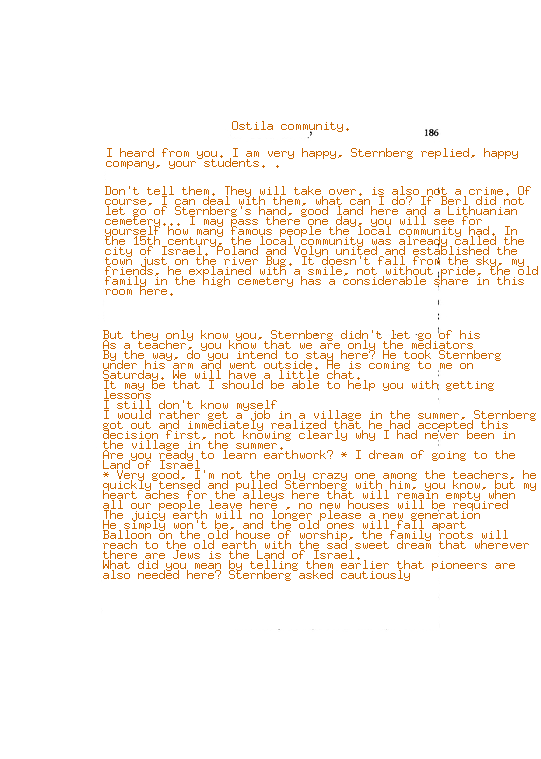 Ostila community.
186
I heard from you. I am very happy, Sternberg replied, happy
company, your students. .
Don't tell them. They will take over. is also not a crime. Of
course, I can deal with them, what can I do? If Berl did not
let go of Sternberg's hand, good land here and a Lithuanian
cemetery... I may pass there one day, you will see for
yourself how many famous people the local community had. In
the 15th century, the local community was already called the
city of Israel. Poland and Volyn united and established the
town just on the river Bug. It doesn't fall from the sky, my
friends, he explained with a smile, not without pride, the old
family in the high cemetery has a considerable share in this
room here.
But they only know you, Sternberg didn't let go of his
As a teacher, you know that we are only the mediators
By the way, do you intend to stay here? He took Sternberg
under his arm and went outside. He is coming to me on
Saturday. We will have a little chat.
It may be that I should be able to help you with getting
lessons
I still don't know myself
I would rather get a job in a village in the summer, Sternberg
got out and immediately realized that he had accepted this
decision first, not knowing clearly why I had never been in
the village in the summer.
Are you ready to learn earthwork? * I dream of going to the
Land of Israel.
* Very good, I'm not the only crazy one among the teachers, he
quickly tensed and pulled Sternberg with him, you know, but my
heart aches for the alleys here that will remain empty when
all our people leave here , no new houses will be required
The juicy earth will no longer please a new generation
He simply won't be, and the old ones will fall apart
Balloon on the old house of worship, the family roots will
reach to the old earth with the sad sweet dream that wherever
there are Jews is the Land of Israel.
What did you mean by telling them earlier that pioneers are
also needed here? Sternberg asked cautiously